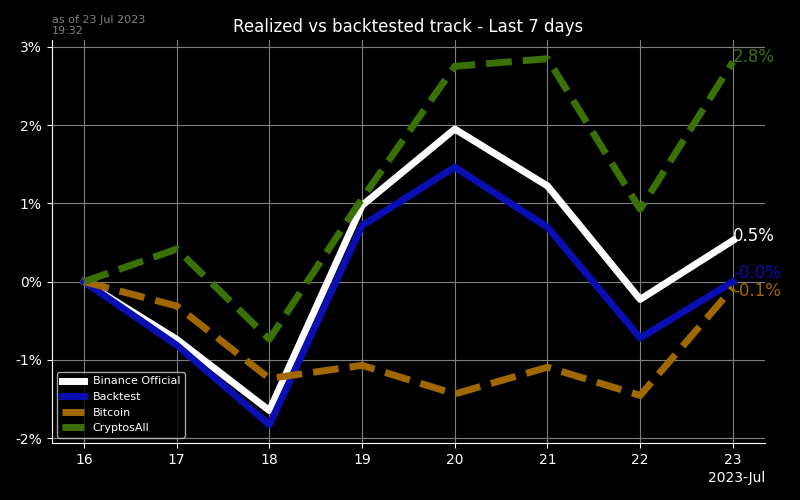 as of 23 Jul 2023
19:32
Realized vs backtested track - Last 7 days
3%
2%
1%
0%
-1%
-2%
2.8%
0.5%
-0.0%
-0.1%
Binance Official
Backtest
Bitcoin
CryptosAll
16 17 18 19 20 21 22 23
2023-Jul